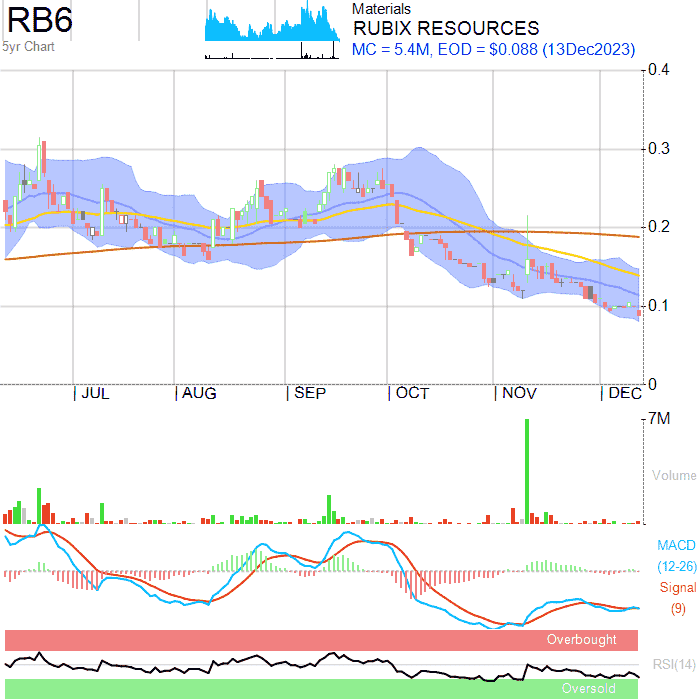 RB6
5yr Chart
Materials
RUBIX RESOURCES
MC = 5.4M, EOD = $0.088 (13Dec2023)
0.4
0.3
0.2
0.1
0
JUL
AUG
SEP
OCT
NOV
DEC
7M
Volume
MACD
(12-26)
Signal
(9)
Overbought
RSI(14)
Oversold